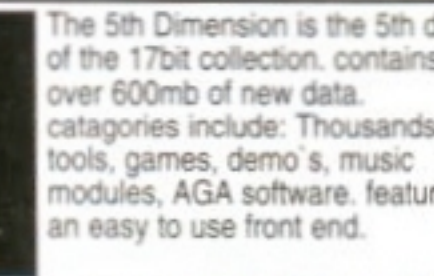 The 5th Dimension is the 5th d
of the 17bit collection. contains
over 600mb of new data.
catagories include: Thousands
tools, games, demo`s, music
modules, AGA software. featur
an easy to use front end.